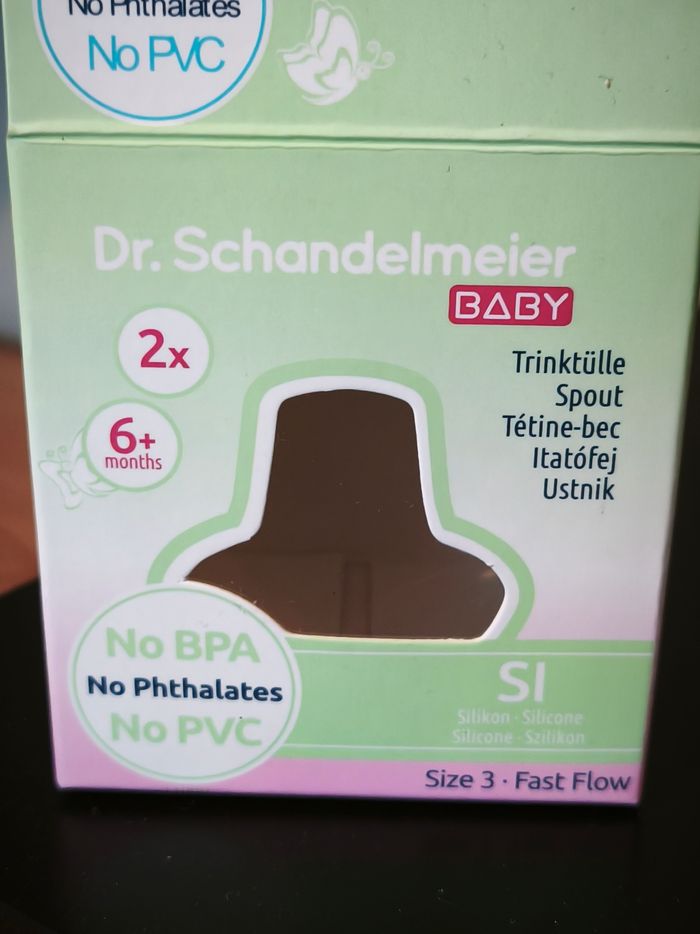 No Phthalates
No PVC
Dr. Schandelmeier
BABY
2x
6+
months
Trinktülle
Spout
Tétine-bec
Itatófej
Ustnik
No BPA
No Phthalates
No PVC
SI
Silikon · Silicone
Silicone · Szilikon
Size 3 · Fast Flow